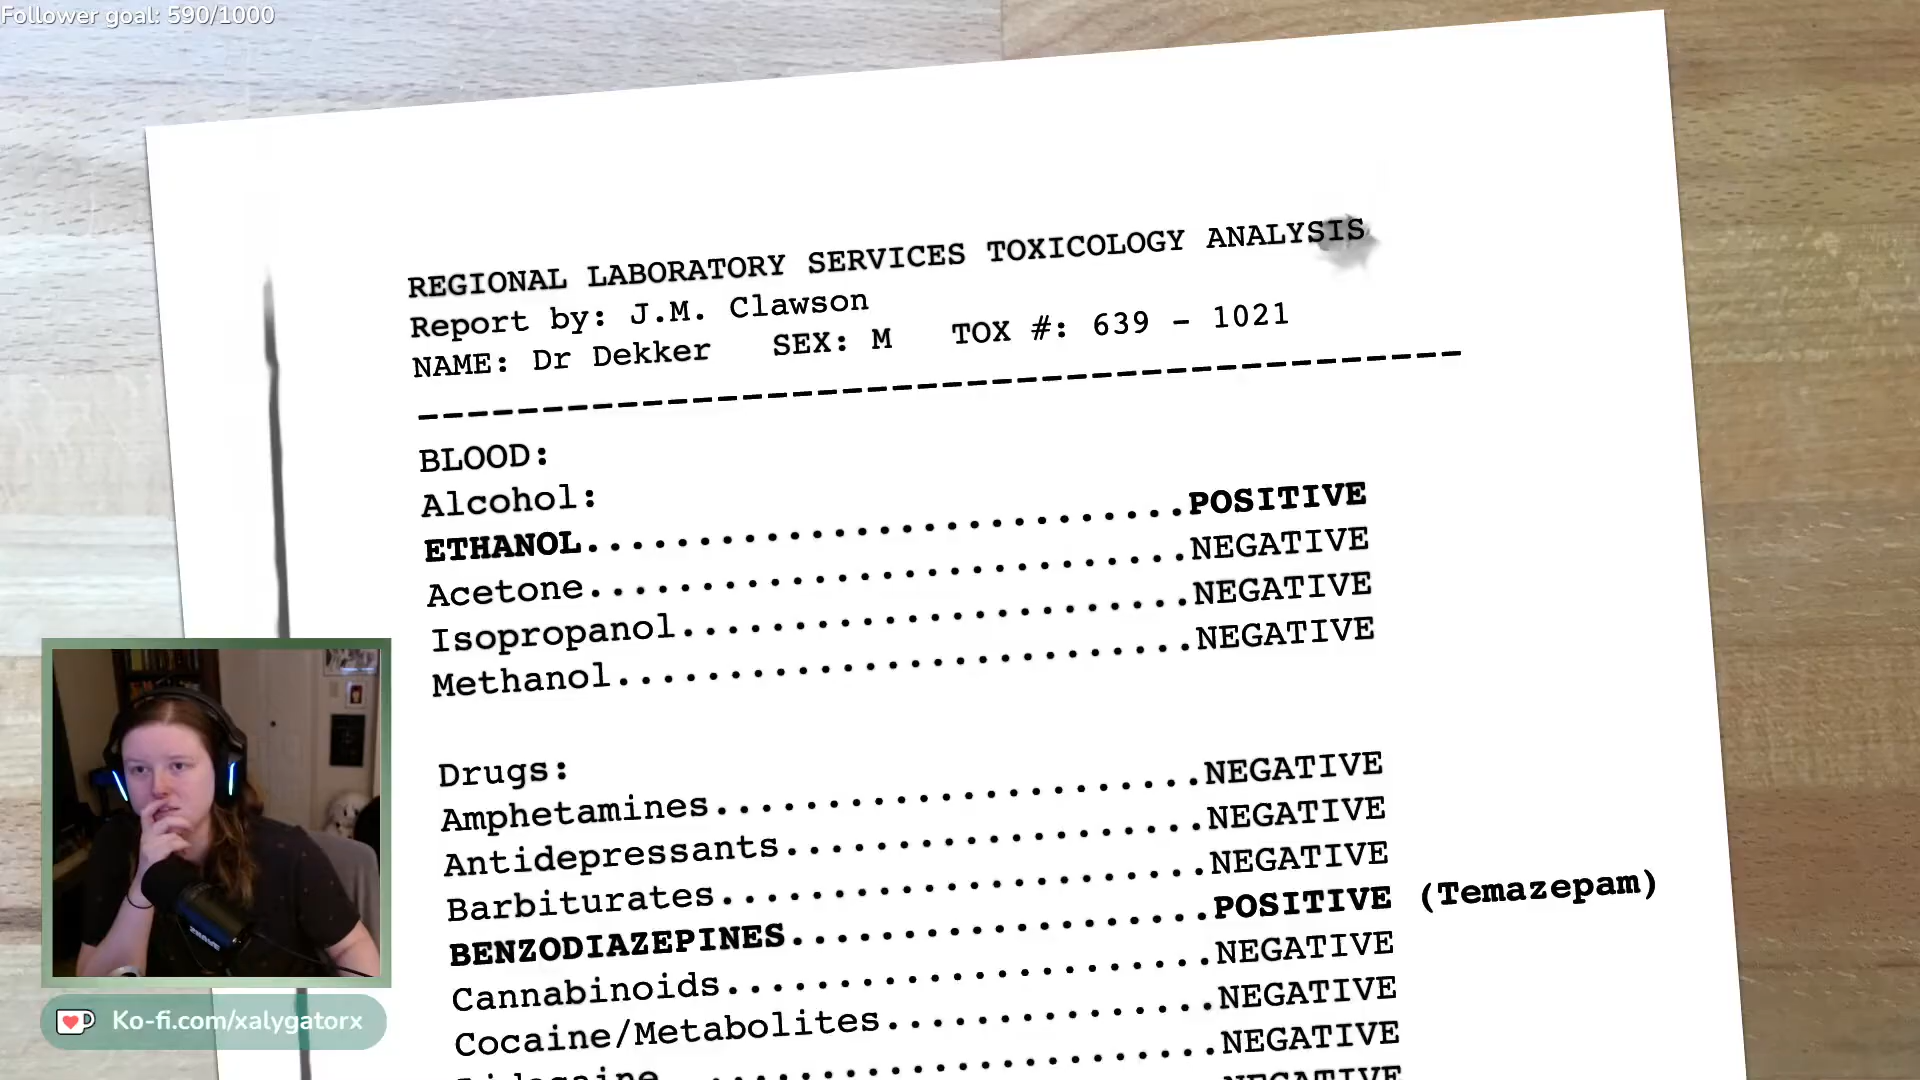 Follower goal: 590/1000
REGIONAL LABORATORY SERVICES TOXICOLOGY ANALYSIS
Report by: J.M. Clawson
NAME: Dr Dekker SEX: M TOX #: 639 - 1021
--------------------------------------------
BLOOD:
Alcohol:
ETHANOL...........................POSITIVE
Acetone...........................NEGATIVE
Isopropanol.......................NEGATIVE
Methanol..........................NEGATIVE
Drugs:
Amphetamines......................NEGATIVE
Antidepressants...................NEGATIVE
Barbiturates......................NEGATIVE
BENZODIAZEPINES...................POSITIVE (Temazepam)
Cannabinoids......................NEGATIVE
Cocaine/Metabolites...............NEGATIVE
NEGATIVE
Ko-fi.com/xalygatorx